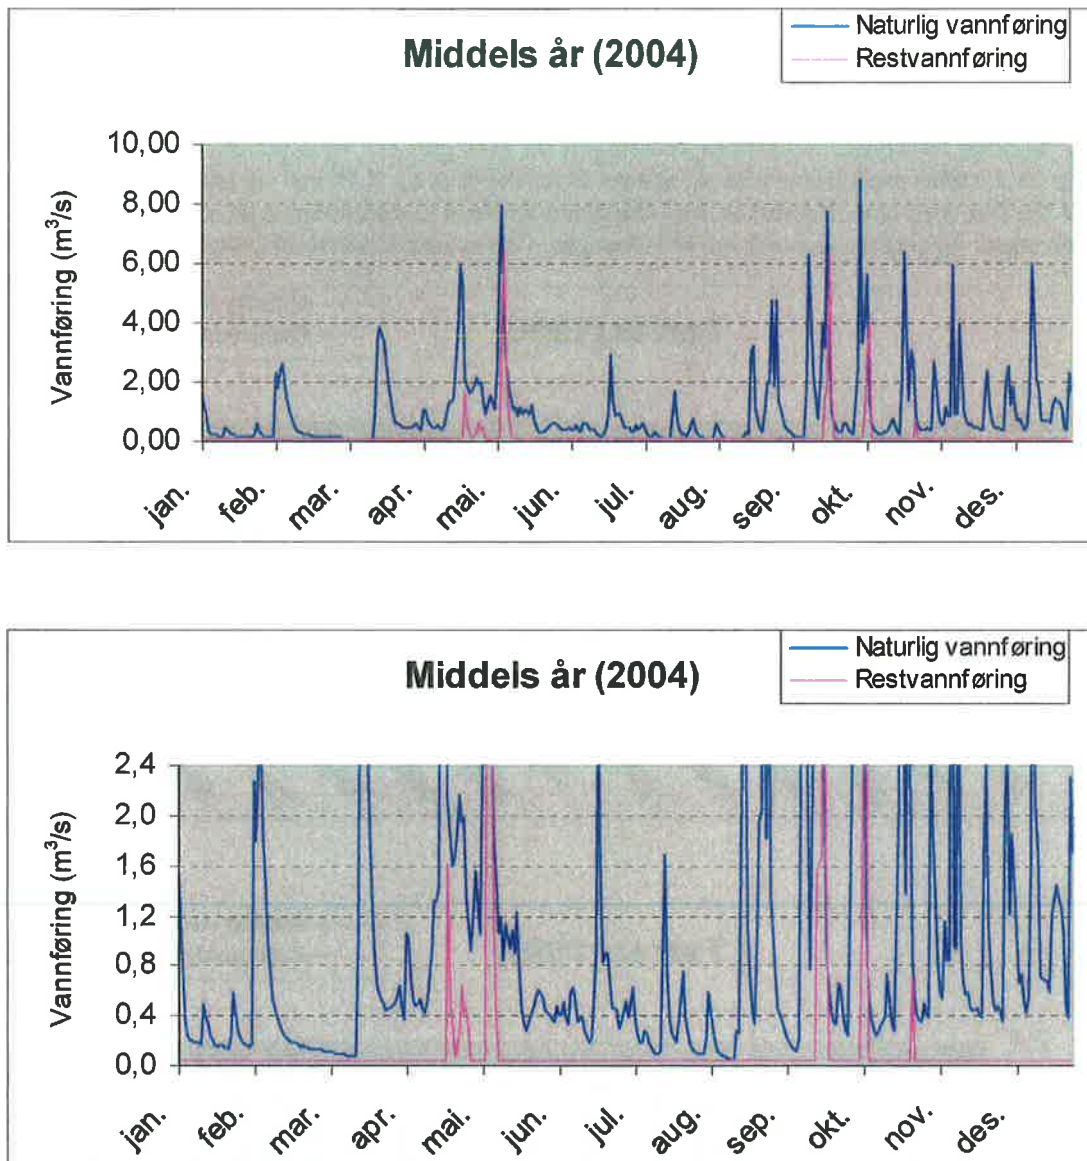 Middels år (2004)
Naturlig vannføring
Restvannføring
Vannføring (m³/s)
10,00
8,00
6,00
4,00
2,00
0,00
jan.
feb.
mar.
apr.
mai.
jun.
jul.
aug.
sep.
okt.
nov.
des.
Middels år (2004)
Naturlig vannføring
Restvannføring
Vannføring (m³/s)
2,4
2,0
1,6
1,2
0,8
0,4
0,0
jan.
feb.
mar.
apr.
mai.
jun.
jul.
aug.
sep.
okt.
nov.
des.